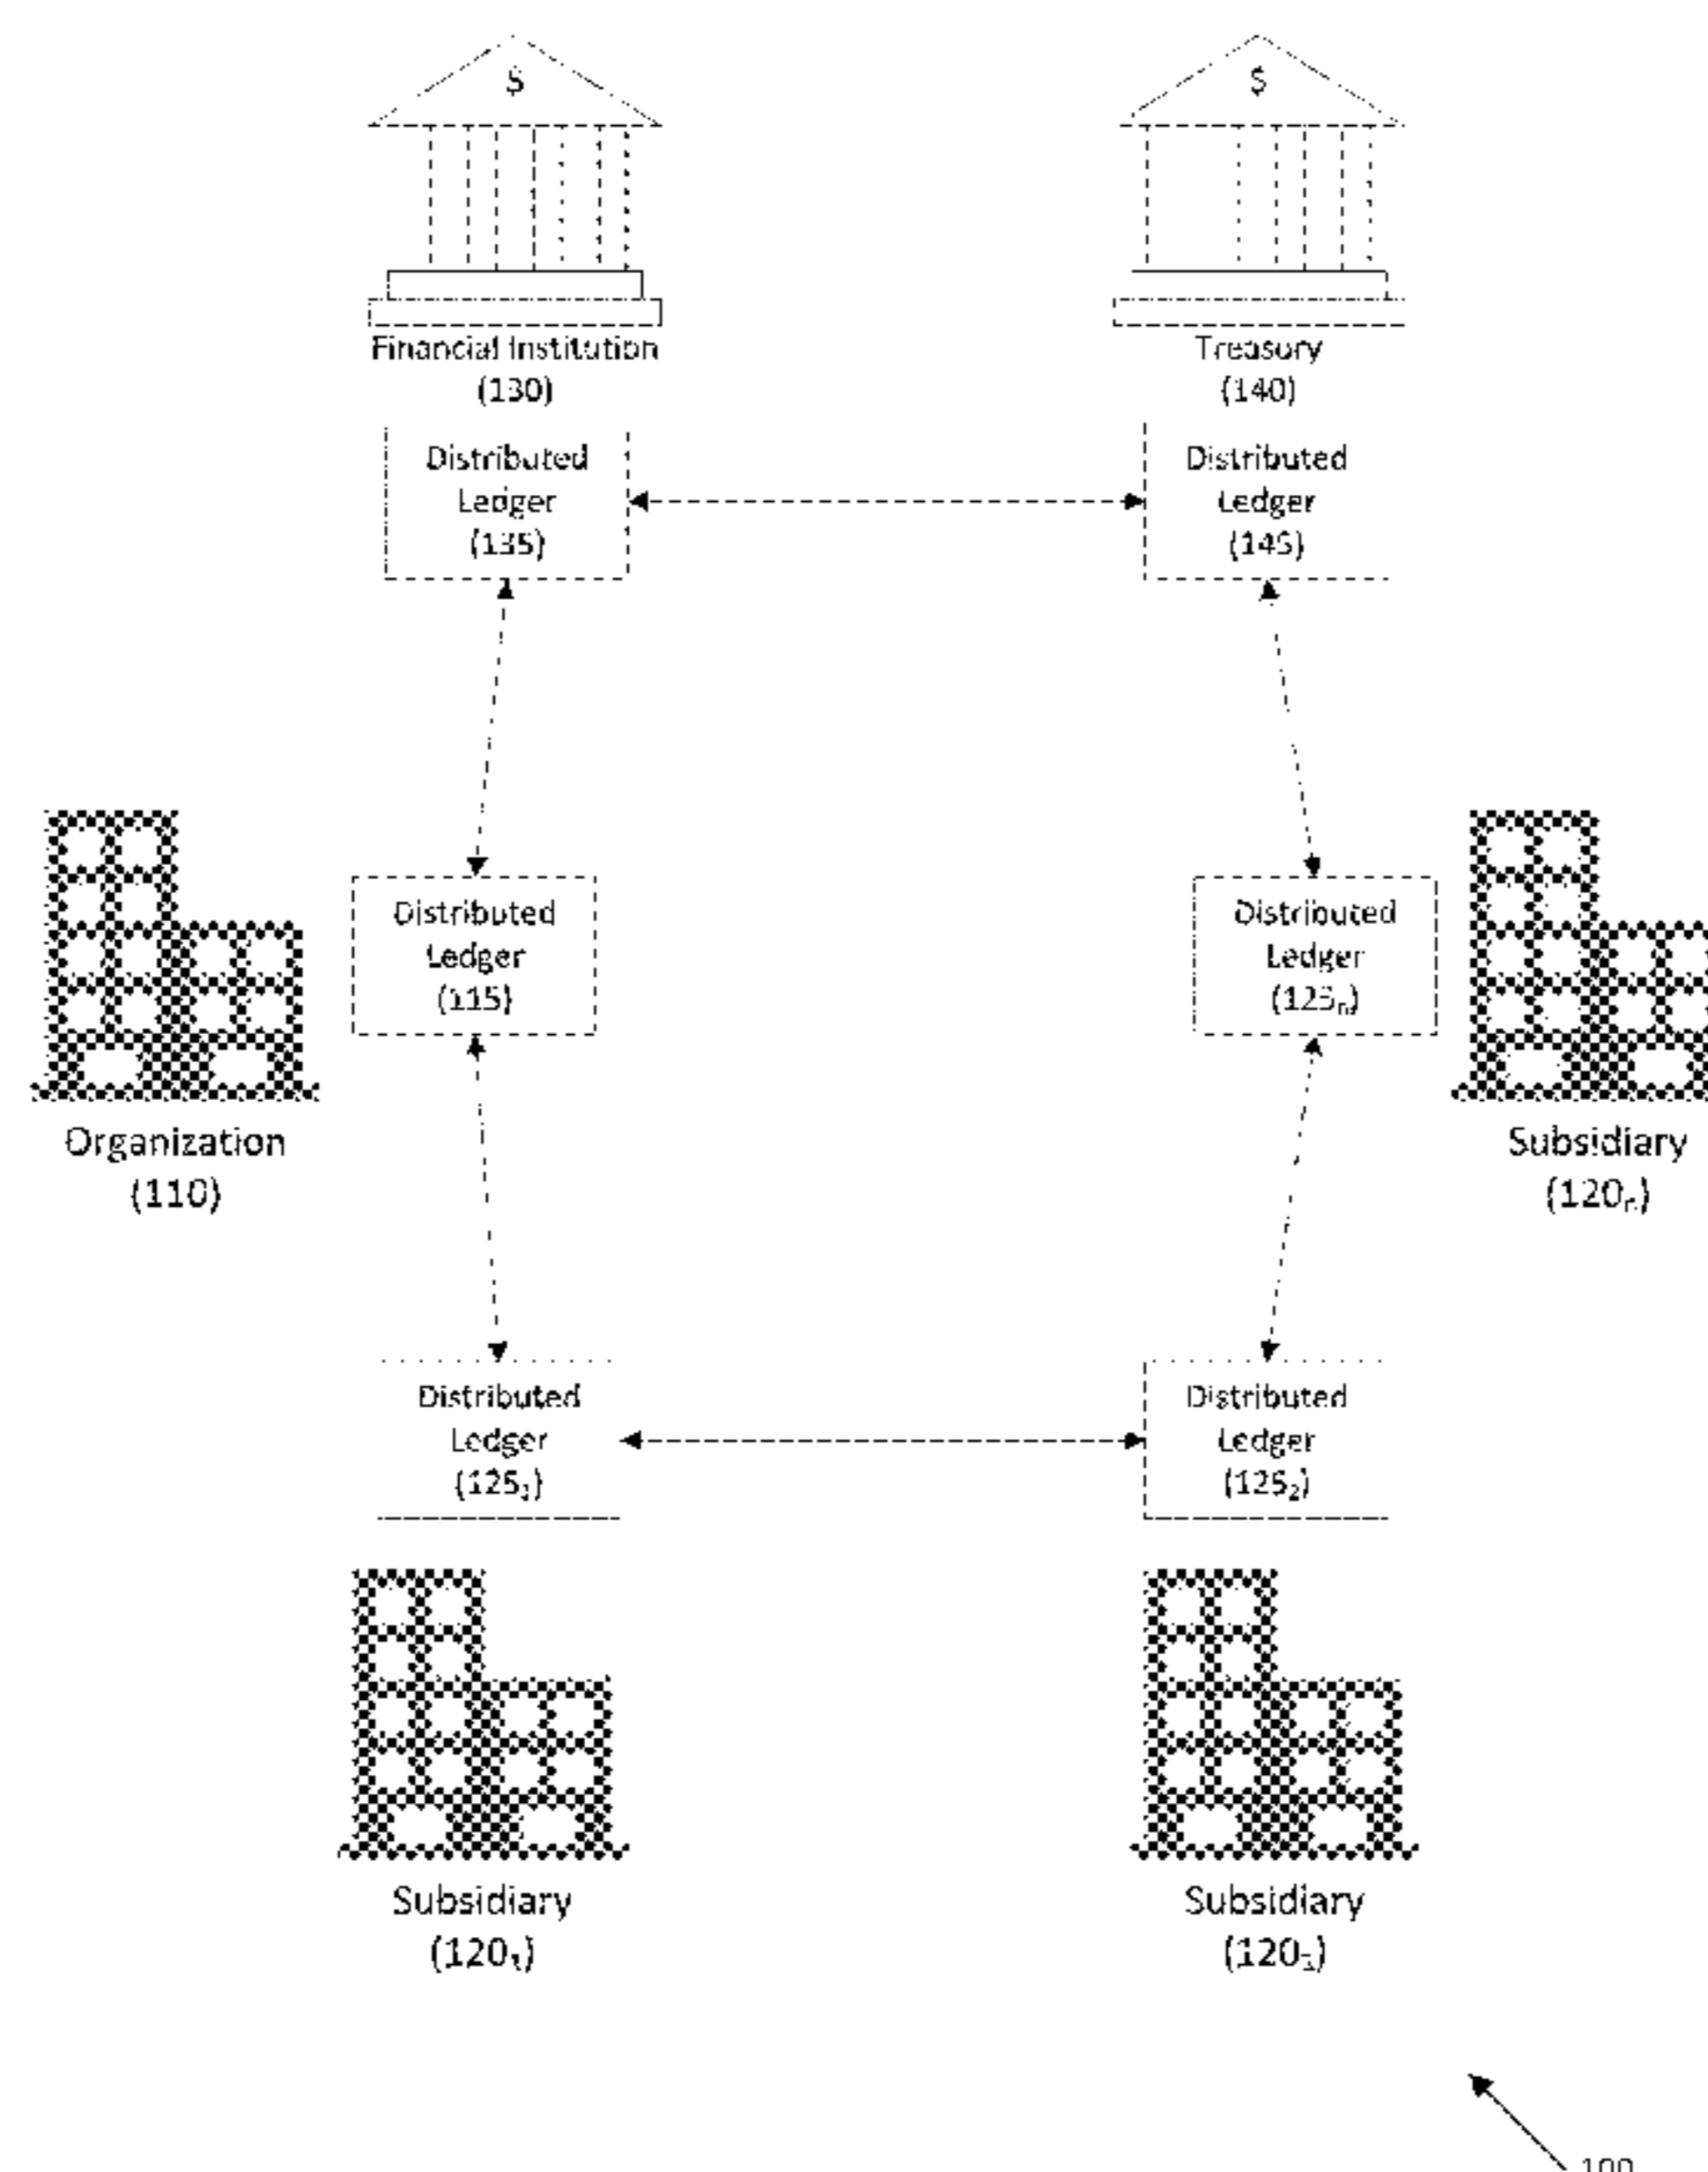 $
$
Financial Institution
(130)
Treasury
(140)
Distributed
Ledger
(135)
Distributed
Ledger
(145)
Distributed
Ledger
(115)
Distributed
Ledger
(125ₙ)
Organization
(110)
Subsidiary
(120ₙ)
Distributed
Ledger
(125₁)
Distributed
Ledger
(125₂)
Subsidiary
(120₁)
Subsidiary
(120₂)
100